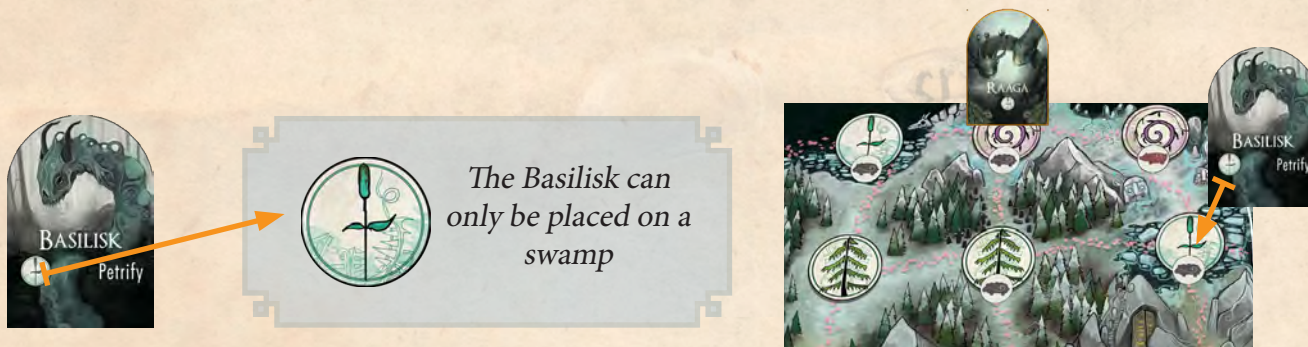 BASILISK
Petrify
The Basilisk can
only be placed on a
swamp
RAAGA
BASILISK
Petrify